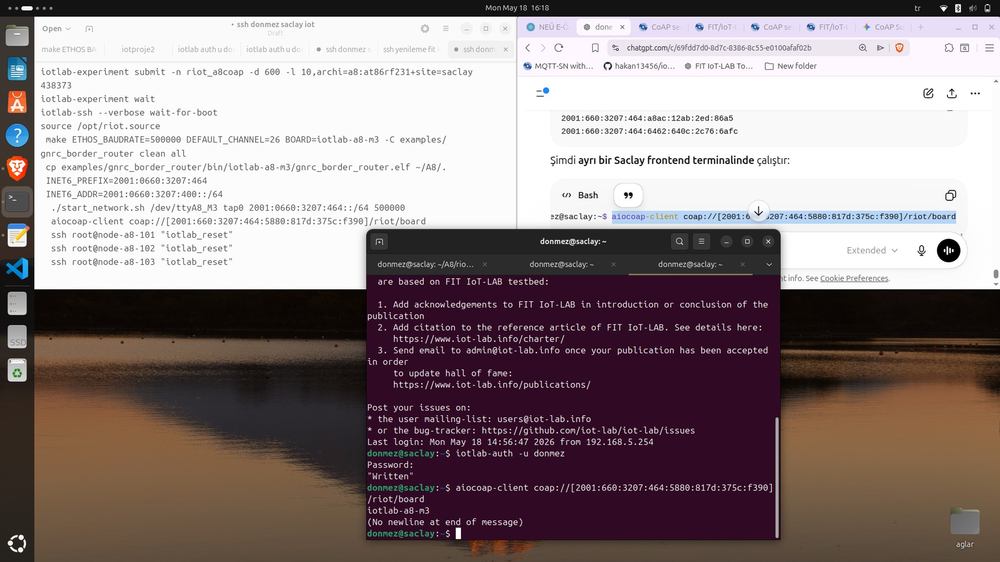 Mon May 18  16:18
tr
Open
• ssh donmez saclay iot
Draft
make ETHOS BA
iotproje2
iotlab auth u do
iotlab auth u do
ssh donmez s
ssh yenileme fit i
ssh donm
iotlab-experiment submit -n riot_a8coap -d 600 -l 10,archi=a8:at86rf231+site=saclay
438373
iotlab-experiment wait
iotlab-ssh --verbose wait-for-boot
source /opt/riot.source
make ETHOS_BAUDRATE=500000 DEFAULT_CHANNEL=26 BOARD=iotlab-a8-m3 -C examples/
gnrc_border_router clean all
cp examples/gnrc_border_router/bin/iotlab-a8-m3/gnrc_border_router.elf ~/A8/.
INET6_PREFIX=2001:0660:3207:464
INET6_ADDR=2001:0660:3207:400::/64
./start_network.sh /dev/ttyA8_M3 tap0 2001:0660:3207:464::/64 500000
aiocoap-client coap://[2001:660:3207:464:5880:817d:375c:f390]/riot/board
ssh root@node-a8-101 "iotlab_reset"
ssh root@node-a8-102 "iotlab_reset"
ssh root@node-a8-103 "iotlab_reset"
NEÜ E-Ö
done
CoAP se
FIT/IoT-L
CoAP se
FIT/IoT-L
CoAP Su
chatgpt.com/c/69fdd7d0-8d7c-8386-8c55-e0100afaf02b
MQTT-SN with...
hakan13456/io...
FIT IoT-LAB To...
New folder
2001:660:3207:464:a8ac:12ab:2ed:86a5
2001:660:3207:464:6462:640c:2c76:6afc
Şimdi ayrı bir Saclay frontend terminalinde çalıştır:
Bash
ez@saclay:~$ aiocoap-client coap://[2001:6 3207:464:5880:817d:375c:f390]/riot/board
Extended
nt info. See Cookie Preferences.
donmez@saclay: ~
donmez@saclay: ~/A8/rio...
donmez@saclay: ~
donmez@saclay: ~
are based on FIT IoT-LAB testbed:
1. Add acknowledgements to FIT IoT-LAB in introduction or conclusion of the
publication
2. Add citation to the reference article of FIT IoT-LAB. See details here:
https://www.iot-lab.info/charter/
3. Send email to admin@iot-lab.info once your publication has been accepted
in order
to update hall of fame:
https://www.iot-lab.info/publications/
Post your issues on:
* the user mailing-list: users@iot-lab.info
* or the bug-tracker: https://github.com/iot-lab/iot-lab/issues
Last login: Mon May 18 14:56:47 2026 from 192.168.5.254
donmez@saclay:~$ iotlab-auth -u donmez
Password:
"Written"
donmez@saclay:~$ aiocoap-client coap://[2001:660:3207:464:5880:817d:375c:f390]
/riot/board
iotlab-a8-m3
(No newline at end of message)
donmez@saclay:~$
SSD
aglar